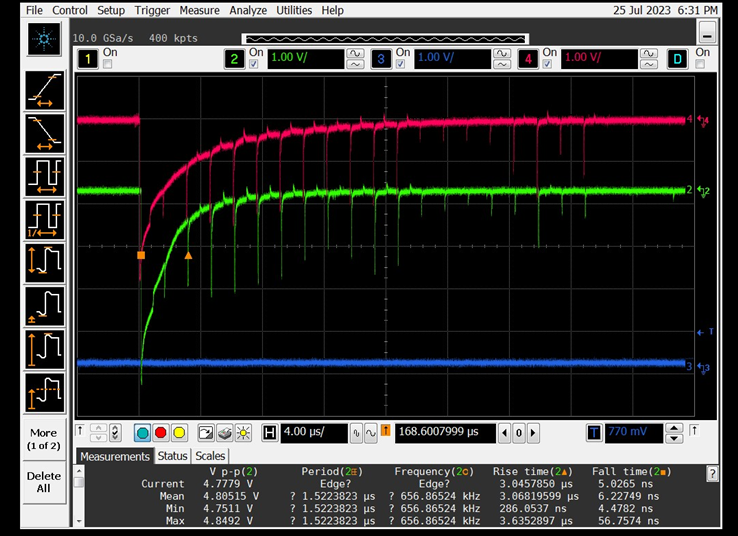 File Control Setup Trigger Measure Analyze Utilities Help 25 Jul 2023 6:31 PM
10.0 GSa/s 400 kpts
1 On 2 On 1.00 V/ 3 On 1.00 V/ 4 On 1.00 V/ D On
4 4
2 2
T
3 3
More
(1 of 2)
Delete
All
H 4.00 µs/ 168.6007999 µs 0 T 770 mV
Measurements Status Scales
V p-p(2) Period(2) Frequency(2) Rise time(2) Fall time(2) ?
Current 4.7779 V Edge? Edge? 3.0457850 µs 5.0265 ns
Mean 4.80515 V ? 1.5223823 µs ? 656.86524 kHz 3.06819599 µs 6.22749 ns
Min 4.7511 V ? 1.5223823 µs ? 656.86524 kHz 286.0537 ns 4.4782 ns
Max 4.8492 V ? 1.5223823 µs ? 656.86524 kHz 3.6352897 µs 56.7574 ns